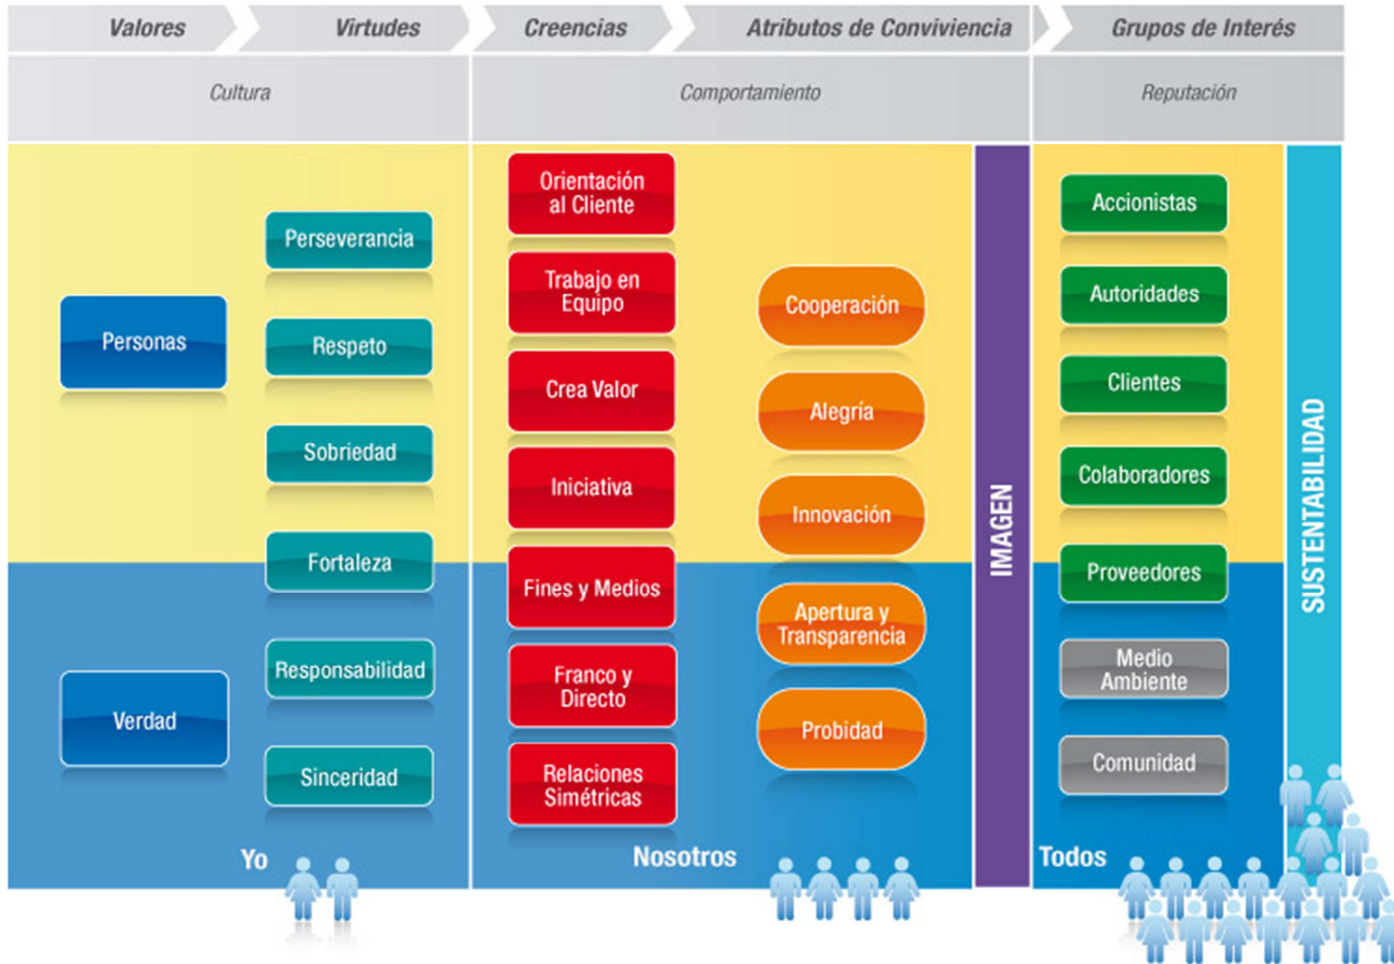 Valores
Virtudes
Creencias
Atributos de Conviviencia
Grupos de Interés
Cultura
Comportamiento
Reputación
Personas
Verdad
Perseverancia
Respeto
Sobriedad
Fortaleza
Responsabilidad
Sinceridad
Orientación
al Cliente
Trabajo en
Equipo
Crea Valor
Iniciativa
Fines y Medios
Franco y
Directo
Relaciones
Simétricas
Cooperación
Alegría
Innovación
Apertura y
Transparencia
Probidad
IMAGEN
Accionistas
Autoridades
Clientes
Colaboradores
Proveedores
Medio
Ambiente
Comunidad
SUSTENTABILIDAD
Yo
Nosotros
Todos